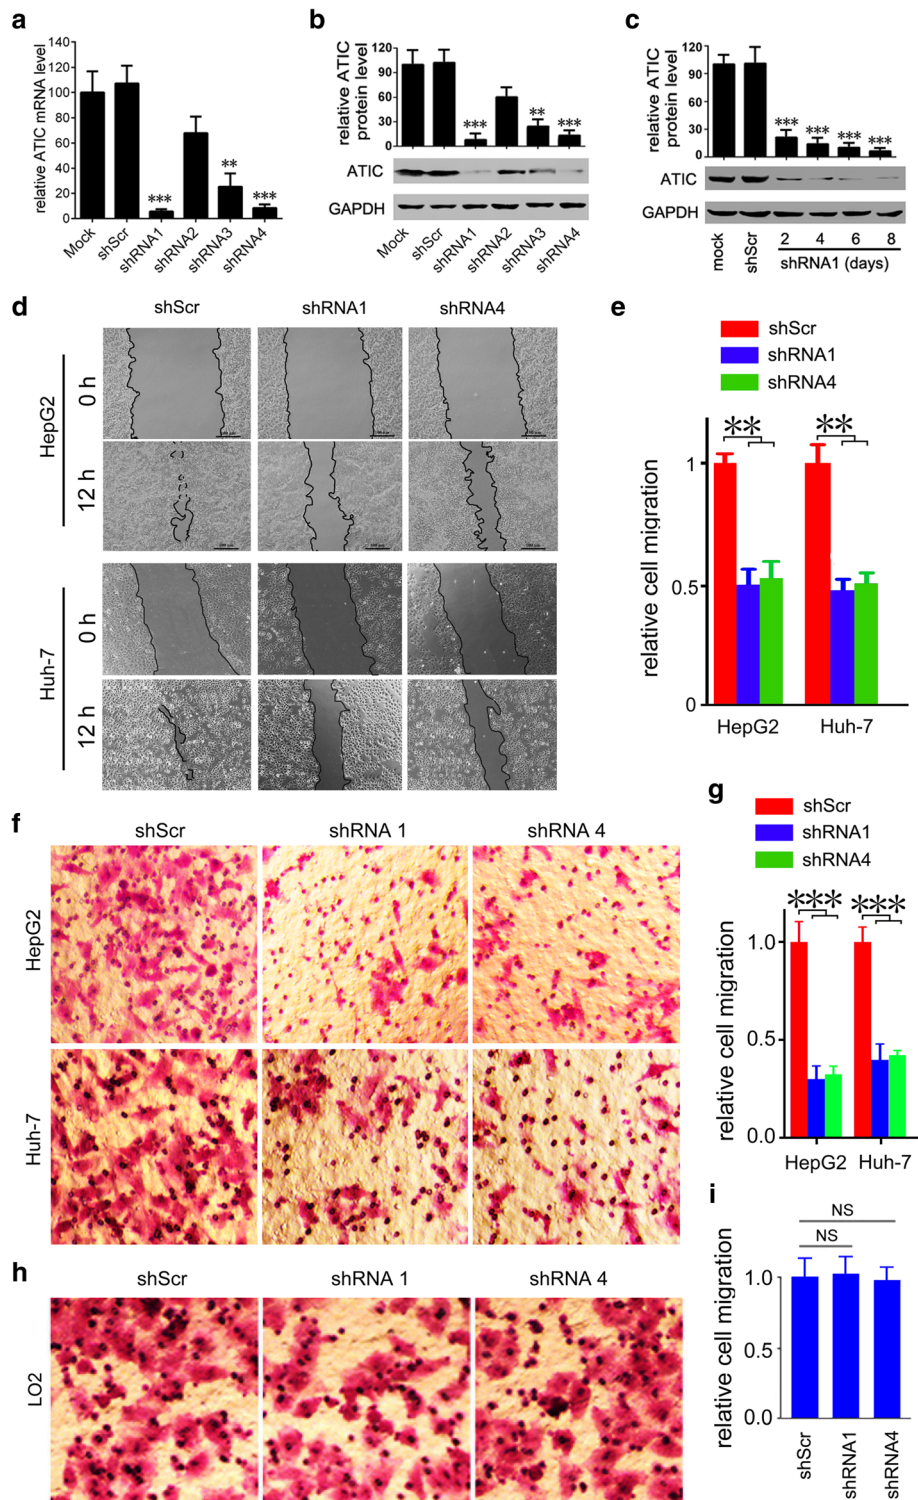 a
relative ATIC mRNA level
140
120
100
80
60
40
20
0
***
**
***
Mock
shScr
shRNA1
shRNA2
shRNA3
shRNA4
b
relative ATIC
protein level
120
90
60
30
0
***
**
***
ATIC
GAPDH
Mock
shScr
shRNA1
shRNA2
shRNA3
shRNA4
c
relative ATIC
protein level
120
90
60
30
0
***
***
***
***
ATIC
GAPDH
mock
shScr
2 4 6 8
shRNA1 (days)
d
shScr shRNA1 shRNA4
HepG2
0 h
12 h
Huh-7
0 h
12 h
e
shScr
shRNA1
shRNA4
relative cell migration
1
0.5
0
** **
HepG2 Huh-7
f
shScr shRNA 1 shRNA 4
HepG2
Huh-7
g
shScr
shRNA1
shRNA4
relative cell migration
1.0
0.5
0.0
*** ***
HepG2 Huh-7
h
shScr shRNA 1 shRNA 4
LO2
i
NS
NS
relative cell migration
1.0
0.5
0.0
shScr
shRNA1
shRNA4